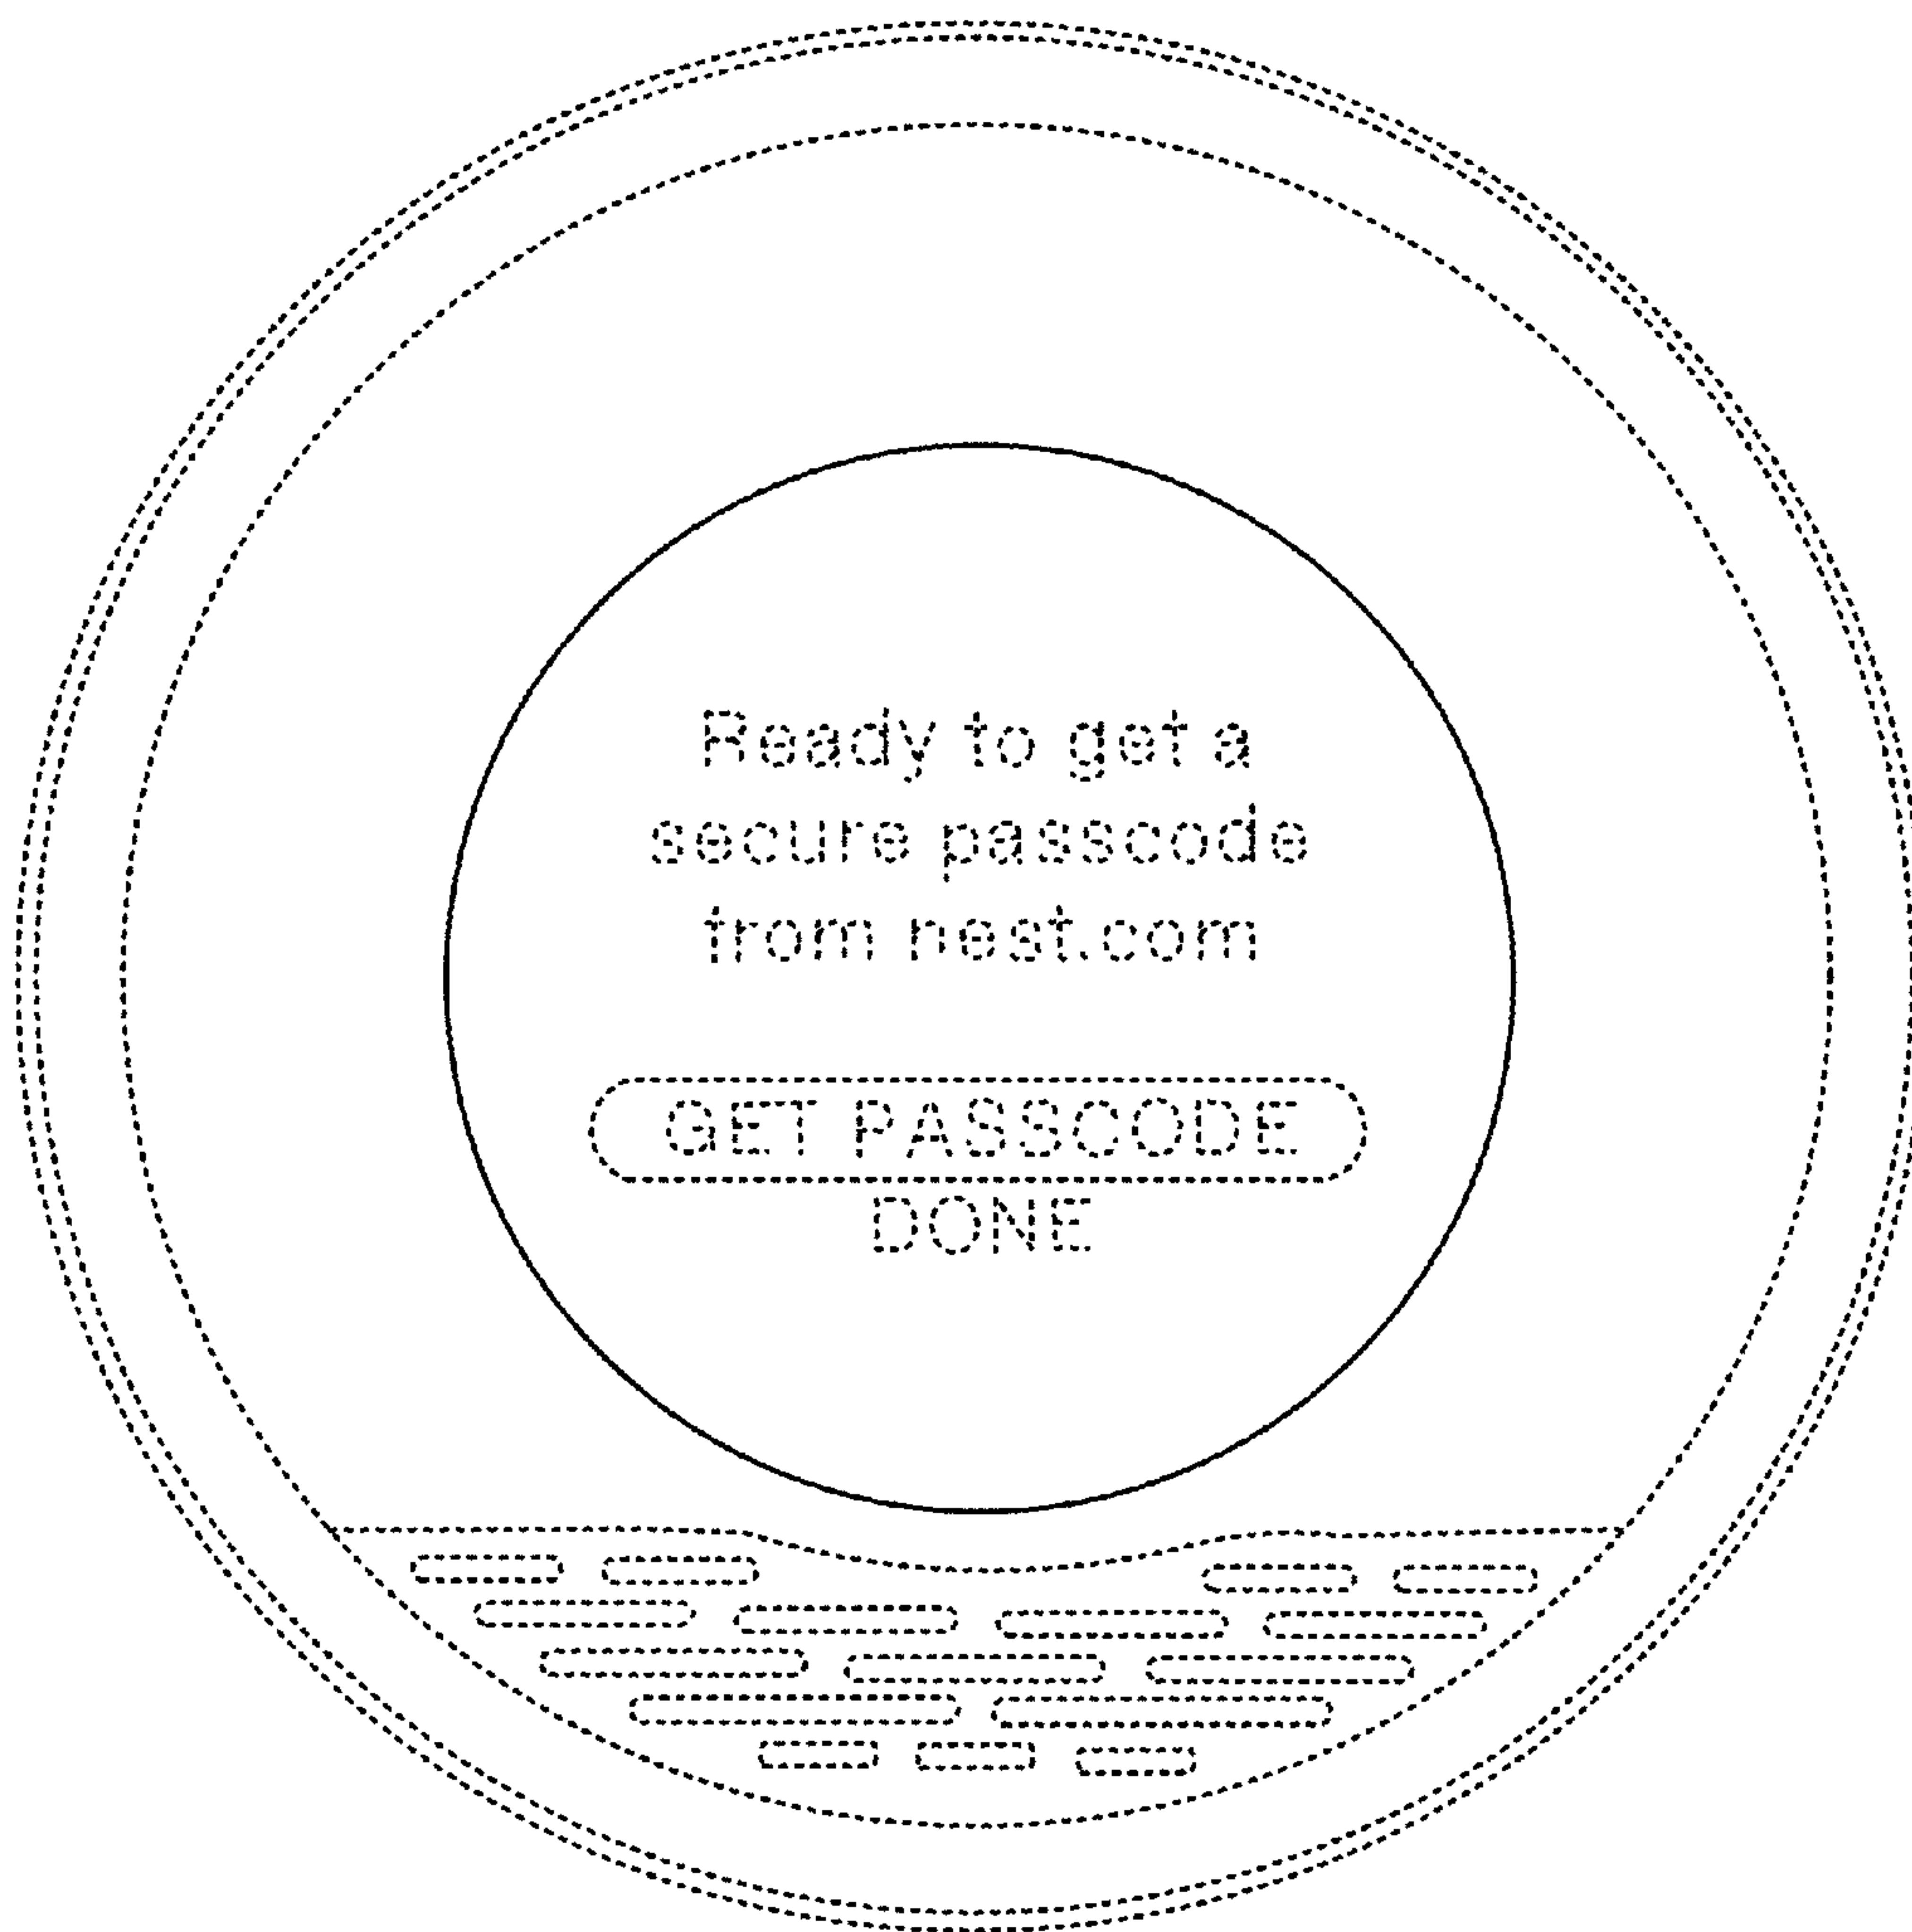 Ready to get a
secure passcode
from nest.com
GET PASSCODE
DONE